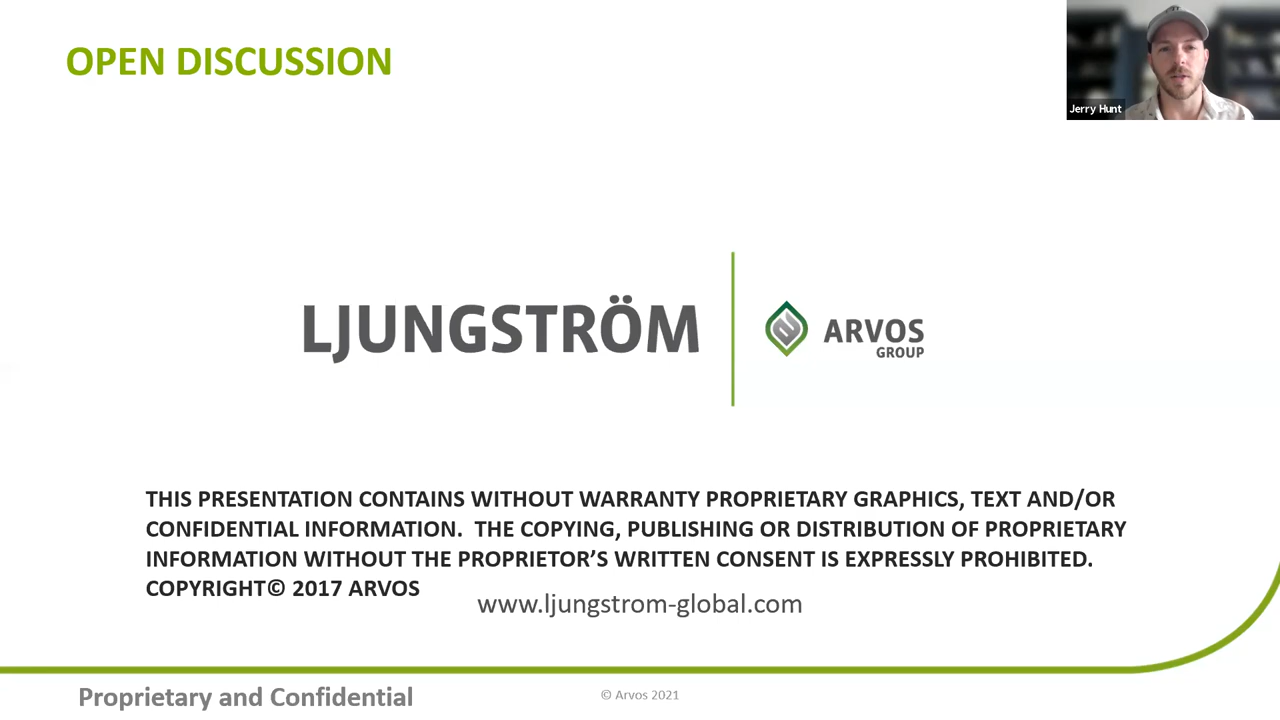 OPEN DISCUSSION
Jerry Hunt
LJUNGSTRÖM
ARVOS
GROUP
THIS PRESENTATION CONTAINS WITHOUT WARRANTY PROPRIETARY GRAPHICS, TEXT AND/OR
CONFIDENTIAL INFORMATION.  THE COPYING, PUBLISHING OR DISTRIBUTION OF PROPRIETARY
INFORMATION WITHOUT THE PROPRIETOR’S WRITTEN CONSENT IS EXPRESSLY PROHIBITED.
COPYRIGHT© 2017 ARVOS
www.ljungstrom-global.com
Proprietary and Confidential
© Arvos 2021